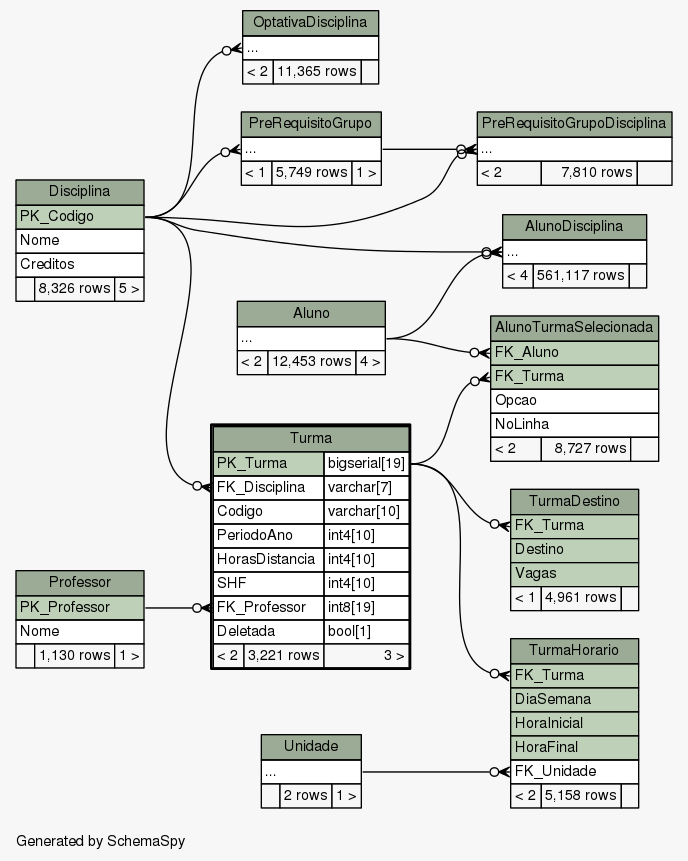 OptativaDisciplina
...
< 2 11,365 rows
PreRequisitoGrupo
...
< 1 5,749 rows 1 >
PreRequisitoGrupoDisciplina
...
< 2 7,810 rows
Disciplina
PK_Codigo
Nome
Creditos
8,326 rows 5 >
AlunoDisciplina
...
< 4 561,117 rows
Aluno
...
< 2 12,453 rows 4 >
AlunoTurmaSelecionada
FK_Aluno
FK_Turma
Opcao
NoLinha
< 2 8,727 rows
Turma
PK_Turma bigserial[19]
FK_Disciplina varchar[7]
Codigo varchar[10]
PeriodoAno int4[10]
HorasDistancia int4[10]
SHF int4[10]
FK_Professor int8[19]
Deletada bool[1]
< 2 3,221 rows 3 >
TurmaDestino
FK_Turma
Destino
Vagas
< 1 4,961 rows
Professor
PK_Professor
Nome
1,130 rows 1 >
TurmaHorario
FK_Turma
DiaSemana
HoraInicial
HoraFinal
FK_Unidade
< 2 5,158 rows
Unidade
...
2 rows 1 >
Generated by SchemaSpy